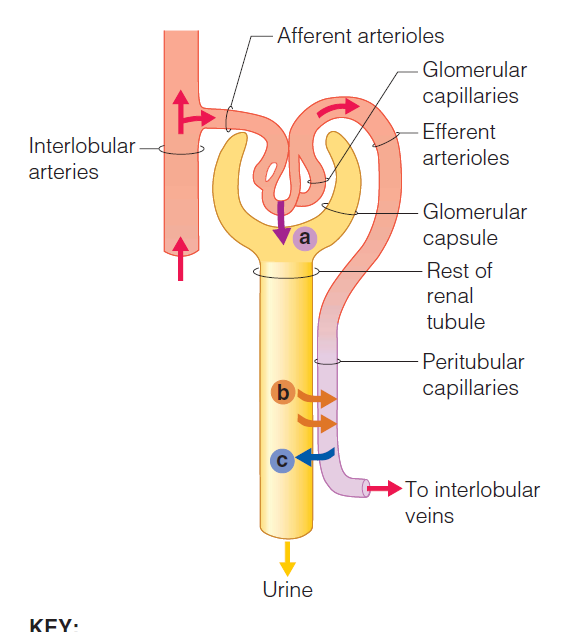 Afferent arterioles
Glomerular
capillaries
Interlobular
arteries
Efferent
arterioles
Glomerular
capsule
a
Rest of
renal
tubule
Peritubular
capillaries
b
c
To interlobular
veins
Urine
KEY: